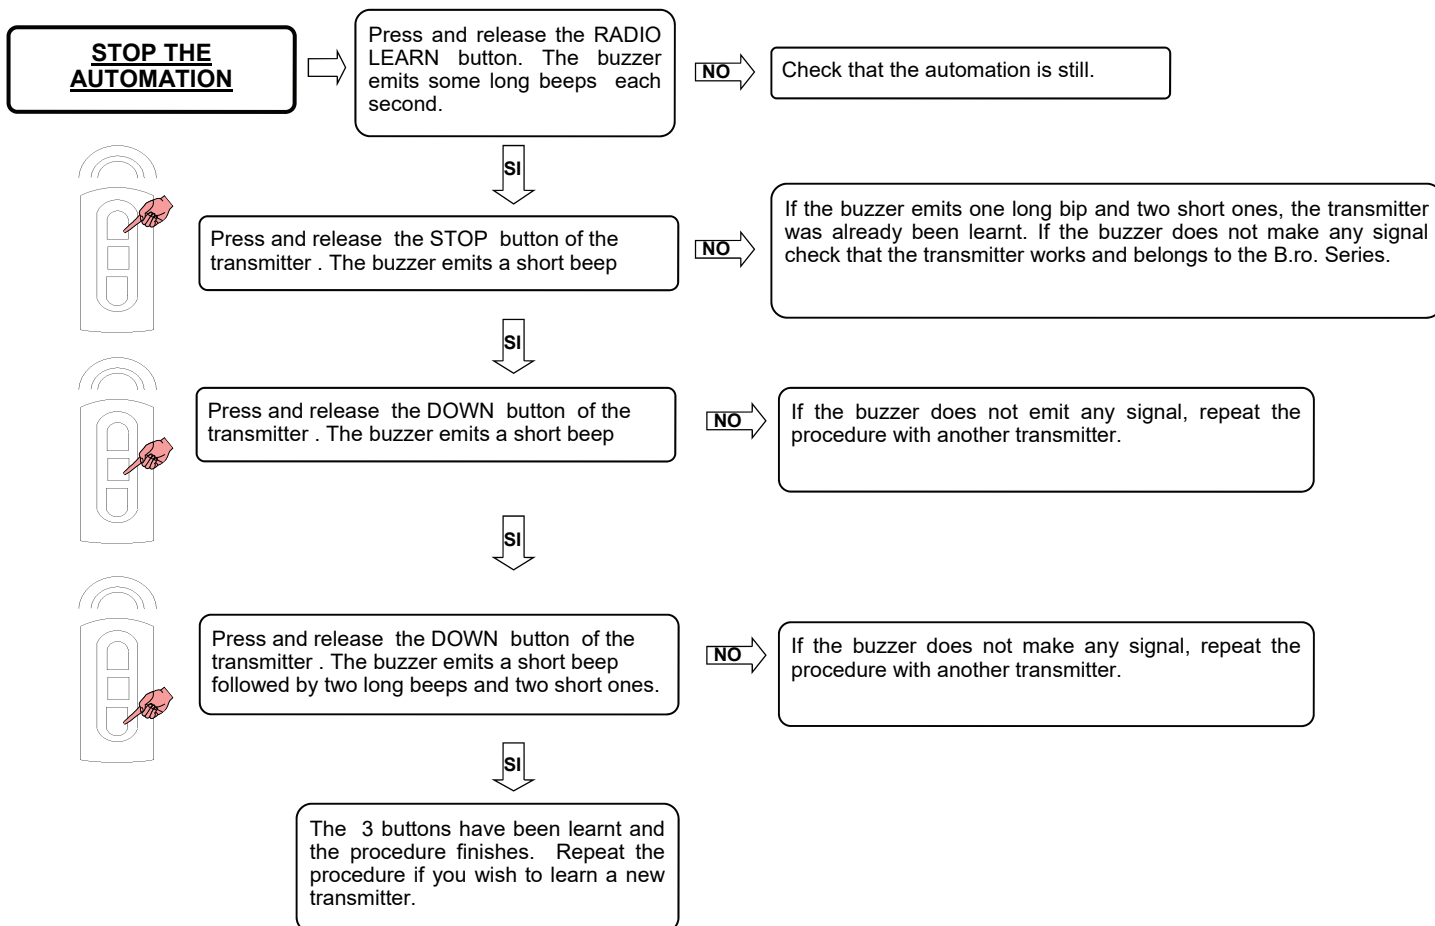 STOP THE
AUTOMATION
Press and release the RADIO
LEARN button. The buzzer
emits some long beeps each
second.
NO
Check that the automation is still.
SI
Press and release the STOP button of the
transmitter . The buzzer emits a short beep
NO
If the buzzer emits one long bip and two short ones, the transmitter
was already been learnt. If the buzzer does not make any signal
check that the transmitter works and belongs to the B.ro. Series.
SI
Press and release the DOWN button of the
transmitter . The buzzer emits a short beep
NO
If the buzzer does not emit any signal, repeat the
procedure with another transmitter.
SI
Press and release the DOWN button of the
transmitter . The buzzer emits a short beep
followed by two long beeps and two short ones.
NO
If the buzzer does not make any signal, repeat the
procedure with another transmitter.
SI
The 3 buttons have been learnt and
the procedure finishes. Repeat the
procedure if you wish to learn a new
transmitter.